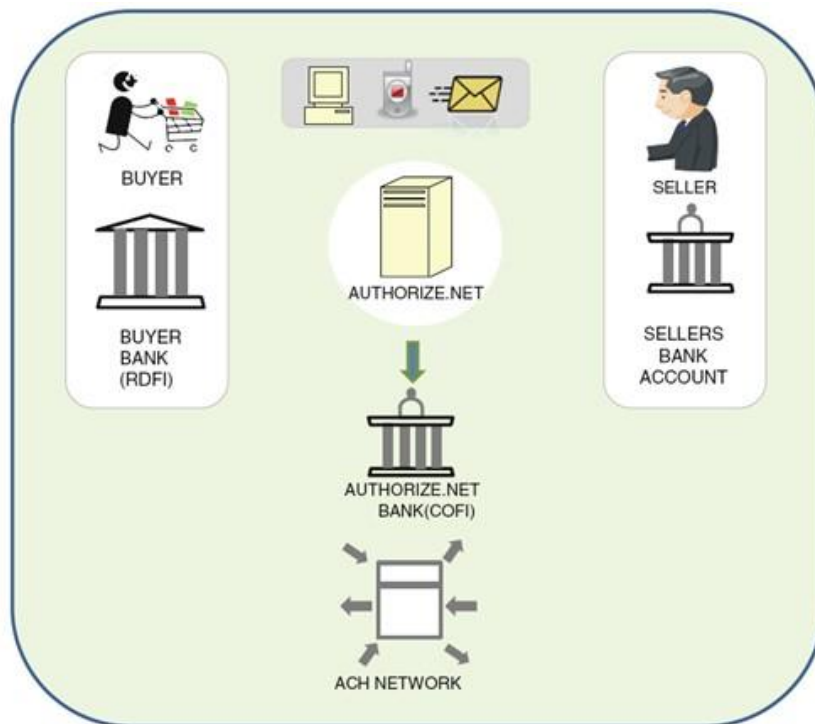 BUYER
BUYER
BANK
(RDFI)
AUTHORIZE.NET
AUTHORIZE.NET
BANK(COFI)
ACH NETWORK
SELLER
SELLERS
BANK
ACCOUNT